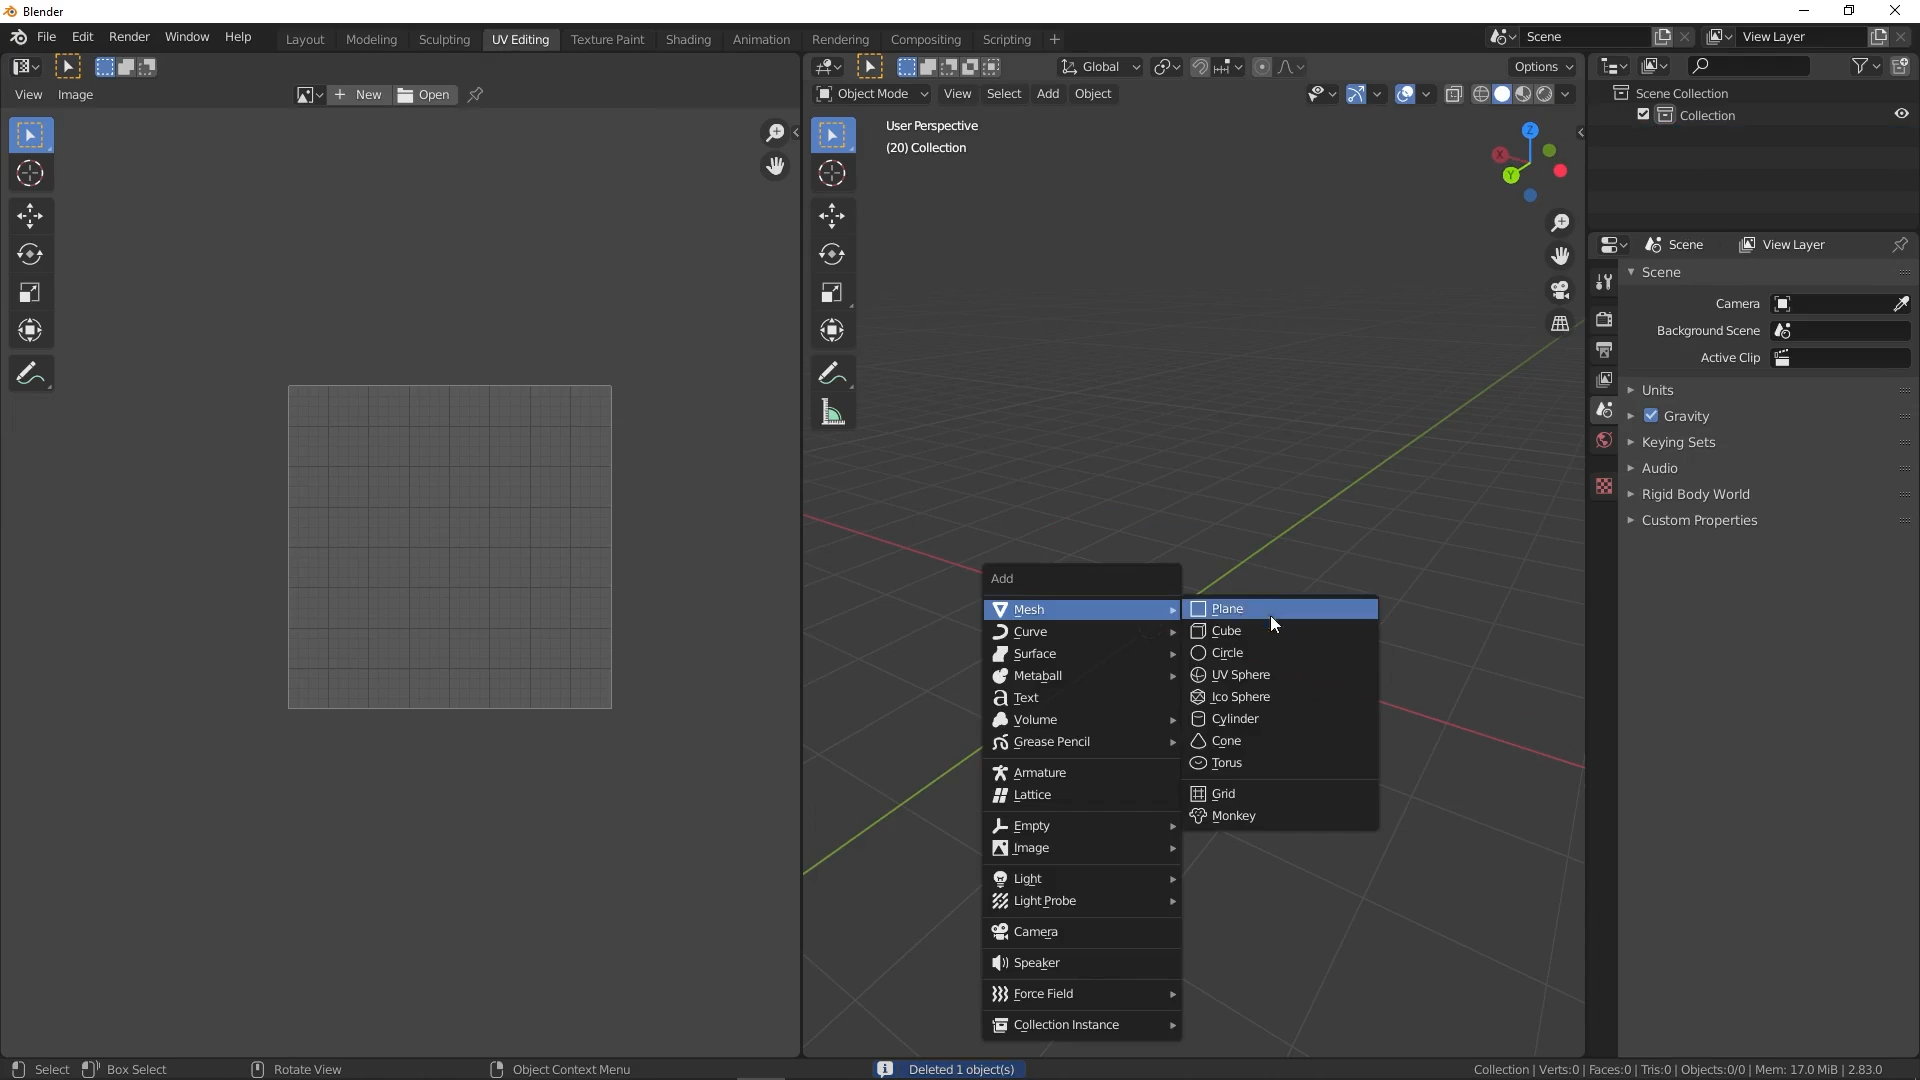 Blender
File Edit Render Window Help Layout Modeling Sculpting UV Editing Texture Paint Shading Animation Rendering Compositing Scripting + Scene View Layer
Global Options
View Image + New Open Object Mode View Select Add Object
Scene Collection
Collection
User Perspective
(20) Collection
Z
X
Y
Scene View Layer
Scene
Camera
Background Scene
Active Clip
Units
Gravity
Keying Sets
Audio
Rigid Body World
Custom Properties
Add
Mesh
Curve
Surface
Metaball
Text
Volume
Grease Pencil
Armature
Lattice
Empty
Image
Light
Light Probe
Camera
Speaker
Force Field
Collection Instance
Plane
Cube
Circle
UV Sphere
Ico Sphere
Cylinder
Cone
Torus
Grid
Monkey
Select Box Select Rotate View Object Context Menu Deleted 1 object(s) Collection | Verts:0 | Faces:0 | Tris:0 | Objects:0/0 | Mem: 17.0 MiB | 2.83.0